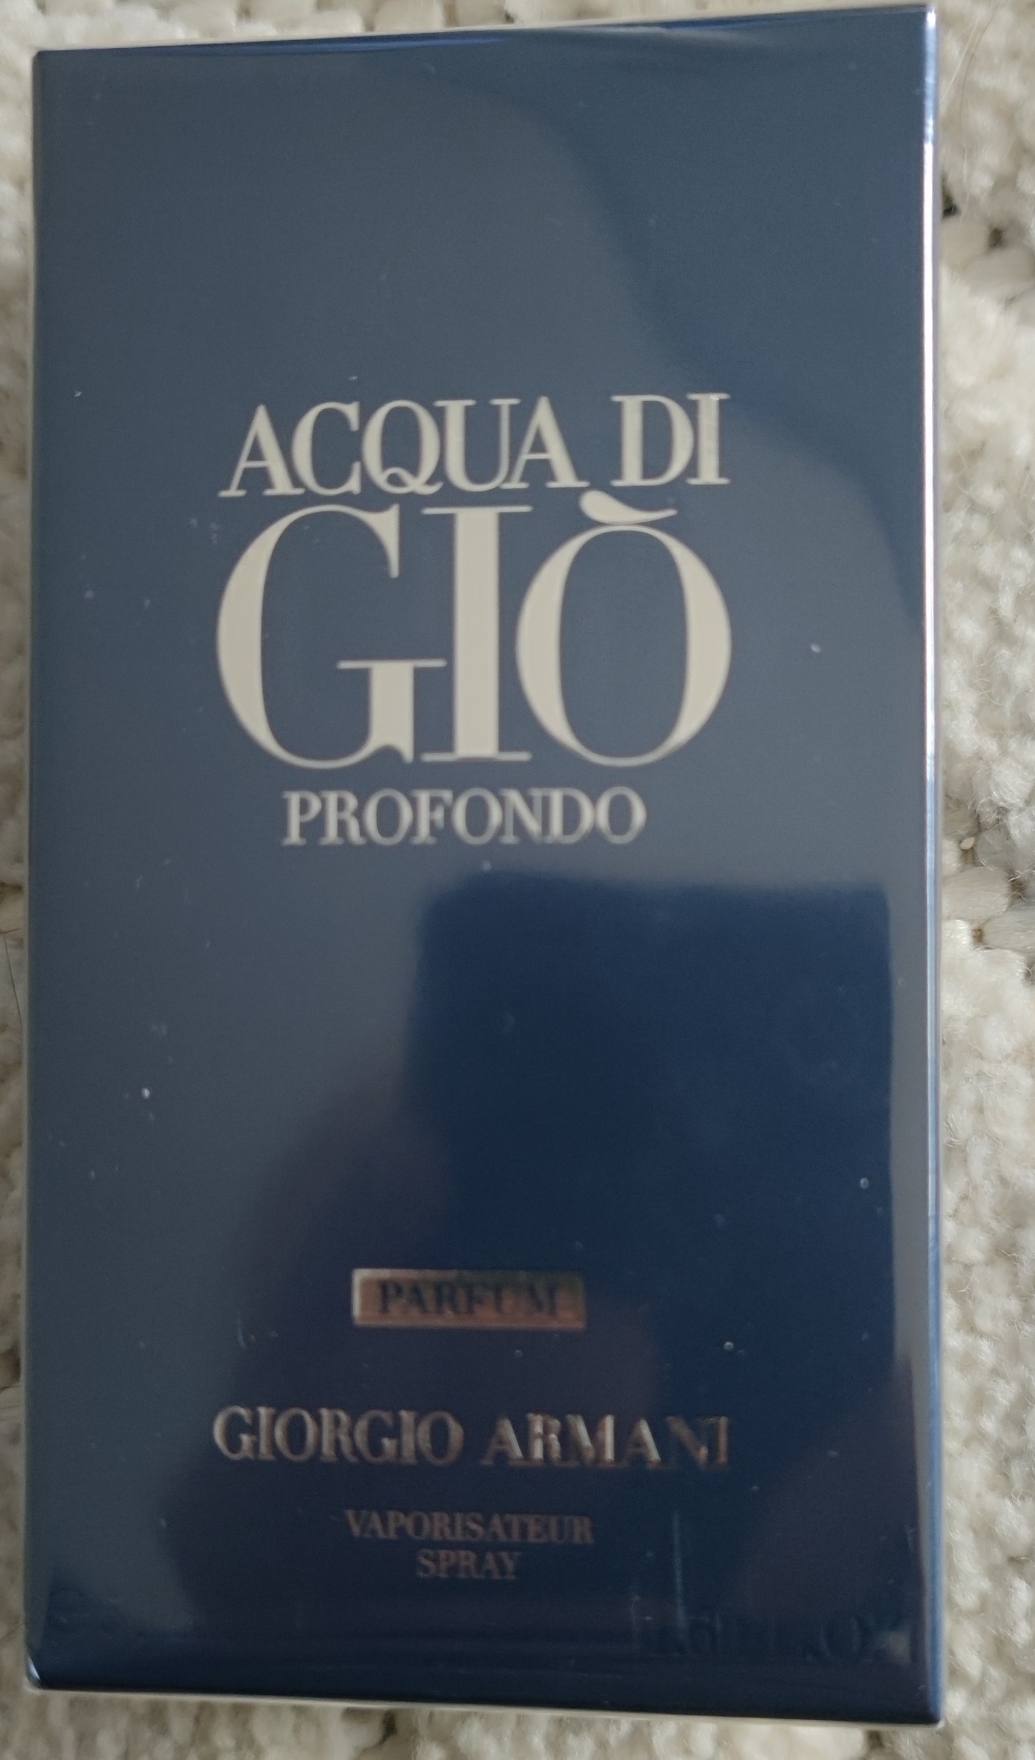 ACQUA DI
GIÒ
PROFONDO
PARFUM
GIORGIO ARMANI
VAPORISATEUR
SPRAY